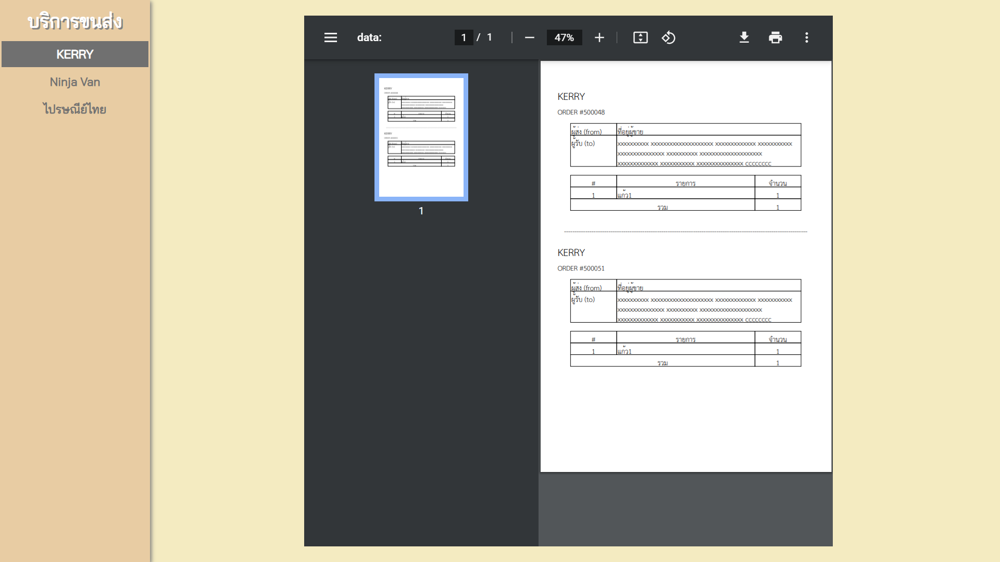 บริการขนส่ง
KERRY
Ninja Van
ไปรษณีย์ไทย
data:
1 / 1
47%
1
KERRY
ORDER #500048
ผู้ส่ง (from) ที่อยู่ผู้ขาย
ผู้รับ (to) xxxxxxxxxx xxxxxxxxxxxxxxxxxxxx xxxxxxxxxxxxx xxxxxxxxxxx
xxxxxxxxxxxxxxx xxxxxxxxxx xxxxxxxxxxxxxxxxxxxx
xxxxxxxxxxxxx xxxxxxxxxxx xxxxxxxxxxxxxxx cccccccc
# รายการ จำนวน
1 แก้ว1 1
รวม 1
KERRY
ORDER #500051
ผู้ส่ง (from) ที่อยู่ผู้ขาย
ผู้รับ (to) xxxxxxxxxx xxxxxxxxxxxxxxxxxxxx xxxxxxxxxxxxx xxxxxxxxxxx
xxxxxxxxxxxxxxx xxxxxxxxxx xxxxxxxxxxxxxxxxxxxx
xxxxxxxxxxxxx xxxxxxxxxxx xxxxxxxxxxxxxxx cccccccc
# รายการ จำนวน
1 แก้ว1 1
รวม 1